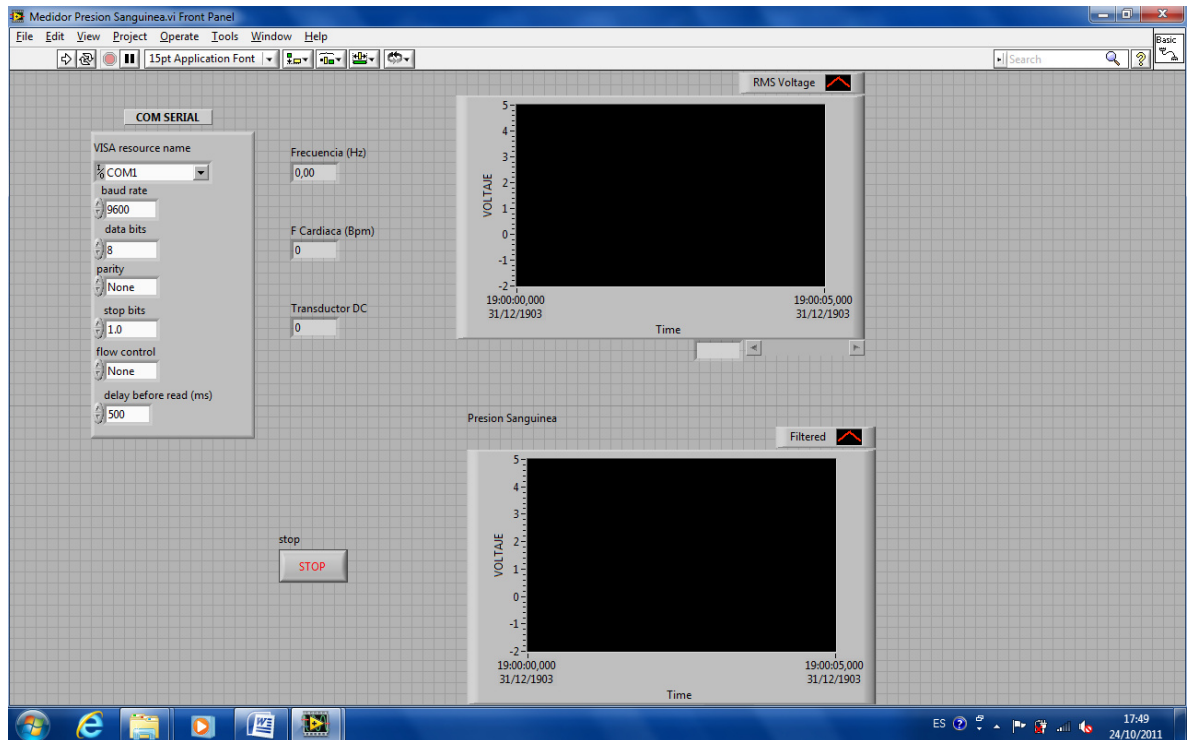 Medidor Presion Sanguinea.vi Front Panel
File Edit View Project Operate Tools Window Help
Basic
15pt Application Font
Search
COM SERIAL
VISA resource name
COM1
baud rate
9600
data bits
8
parity
None
stop bits
1.0
flow control
None
delay before read (ms)
500
Frecuencia (Hz)
0,00
F Cardiaca (Bpm)
0
Transductor DC
0
stop
STOP
RMS Voltage
VOLTAJE
5
4
3
2
1
0
-1
-2
19:00:00,000 19:00:05,000
31/12/1903 31/12/1903
Time
Presion Sanguinea
Filtered
VOLTAJE
5
4
3
2
1
0
-1
-2
19:00:00,000 19:00:05,000
31/12/1903 31/12/1903
Time
ES
17:49
24/10/2011